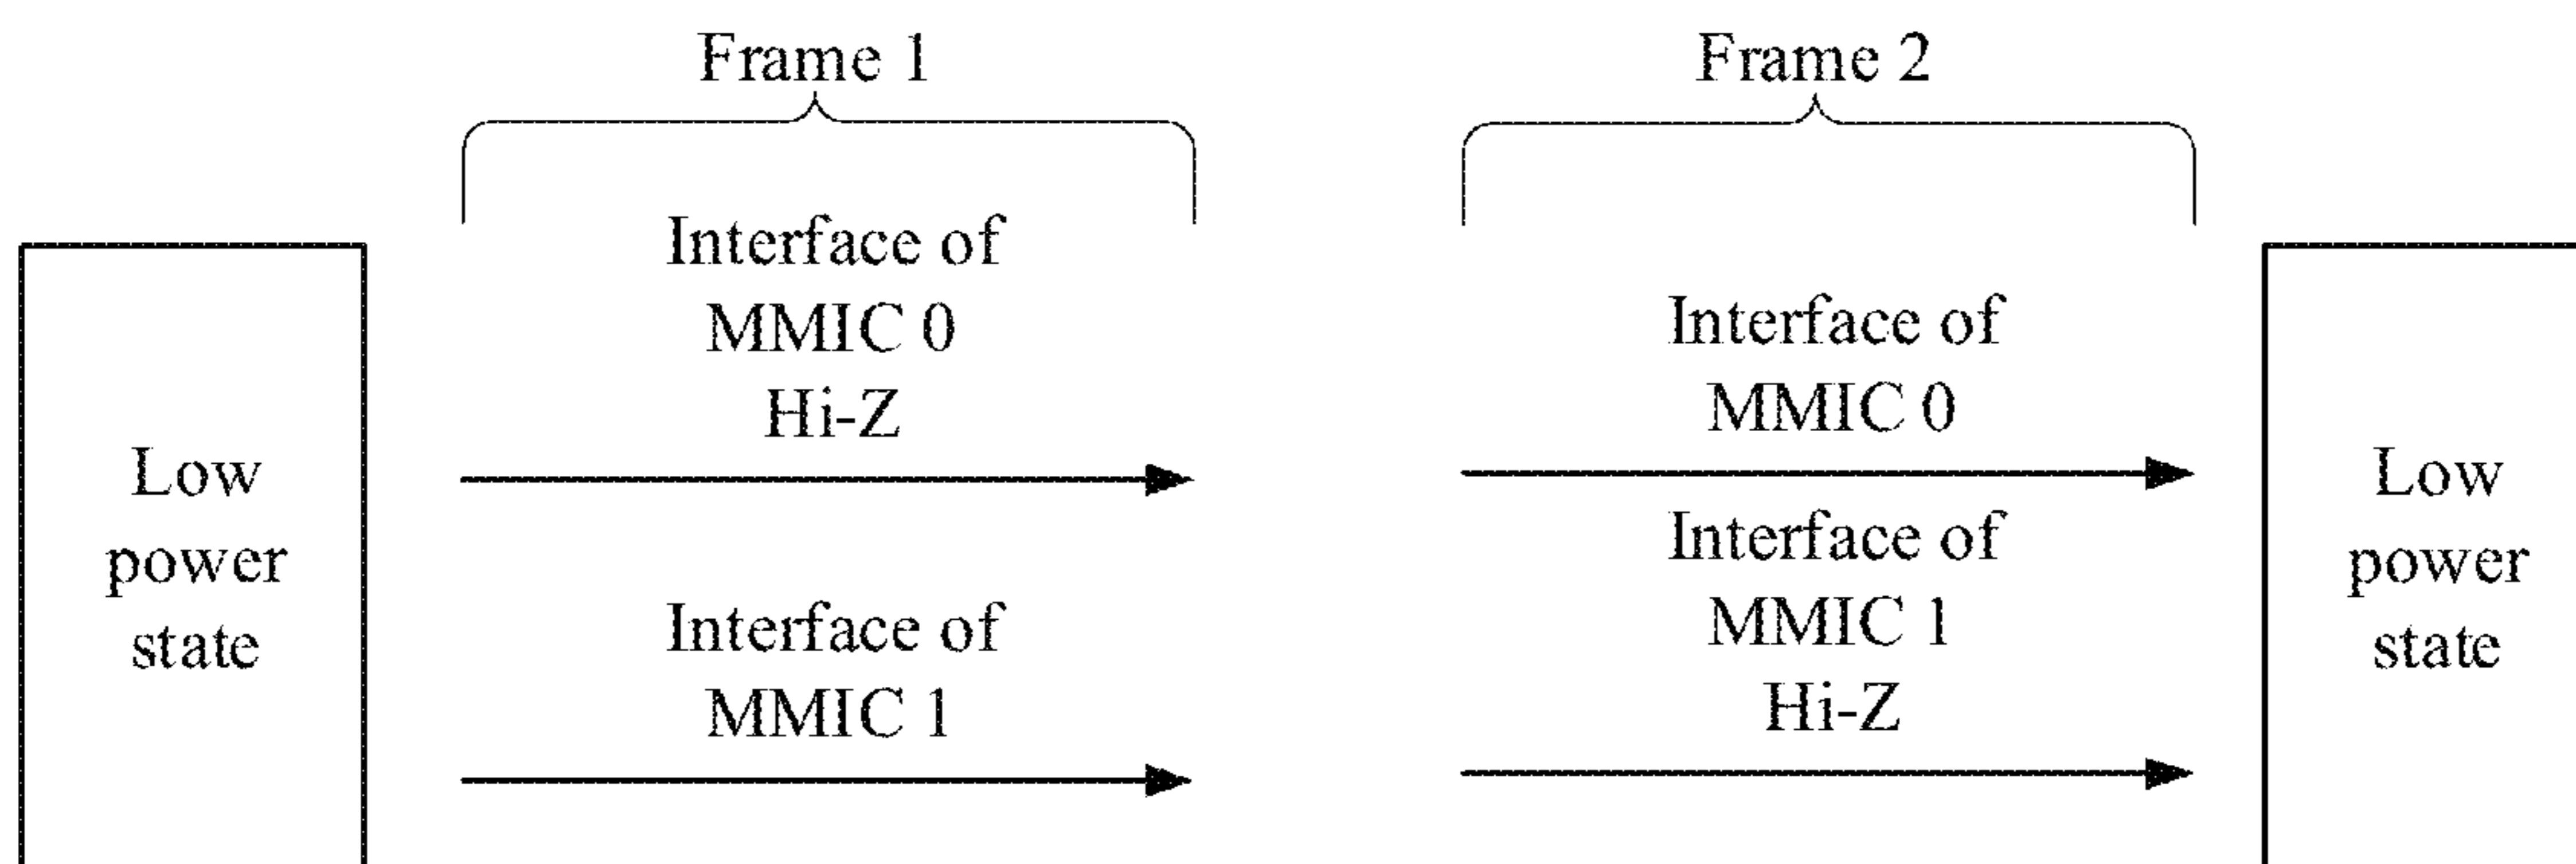 Frame 1
Frame 2
Low
power
state
Interface of
MMIC 0
Hi-Z
Interface of
MMIC 1
Interface of
MMIC 0
Interface of
MMIC 1
Hi-Z
Low
power
state